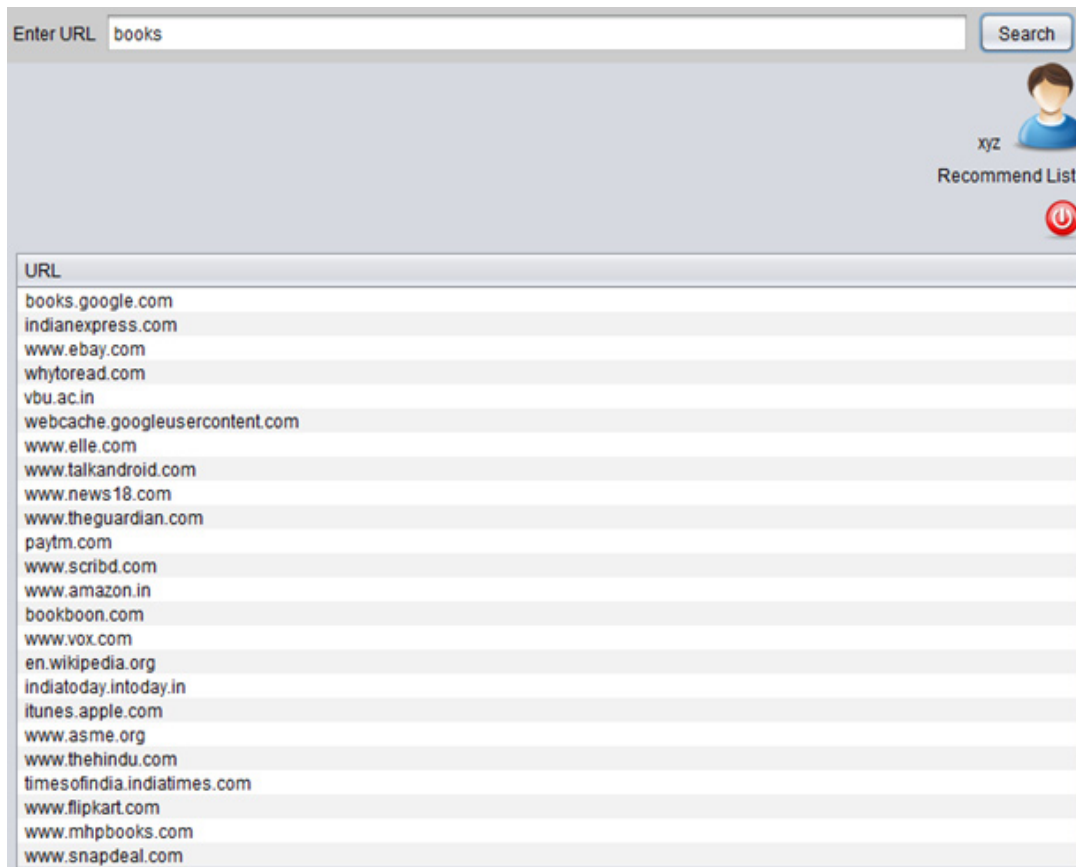 Enter URL books Search
xyz
Recommend List
URL
books.google.com
indianexpress.com
www.ebay.com
whytoread.com
vbu.ac.in
webcache.googleusercontent.com
www.elle.com
www.talkandroid.com
www.news18.com
www.theguardian.com
paytm.com
www.scribd.com
www.amazon.in
bookboon.com
www.vox.com
en.wikipedia.org
indiatoday.intoday.in
itunes.apple.com
www.asme.org
www.thehindu.com
timesofindia.indiatimes.com
www.flipkart.com
www.mhpbooks.com
www.snapdeal.com